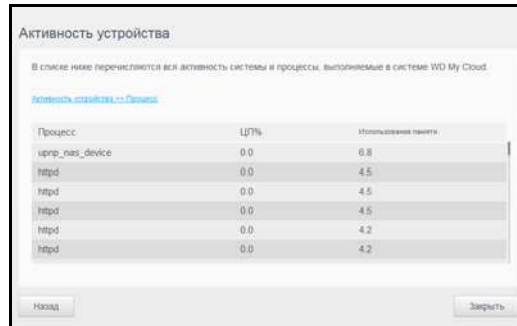 Активность устройства
В списке ниже перечисляются вся активность системы и процессы, выполняемые в системе WD My Cloud.
Активность устройства >> Процесс
Процесс ЦП% Использование памяти
upnp_nas_device 0.0 6.8
httpd 0.0 4.5
httpd 0.0 4.5
httpd 0.0 4.5
httpd 0.0 4.2
httpd 0.0 4.2
Назад Закрыть